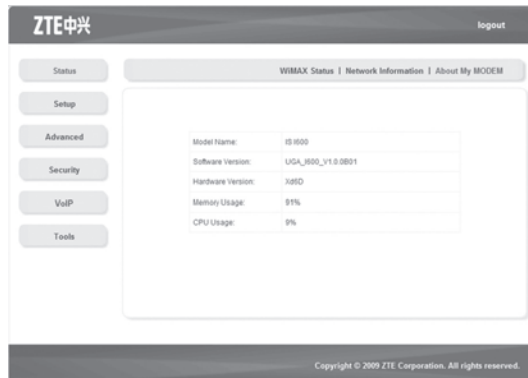 ZTE中兴
logout
Status
WiMAX Status | Network Information | About My MODEM
Setup
Advanced
Security
VoIP
Tools
Model Name: IS I600
Software Version: UGA_I600_V1.0.0B01
Hardware Version: Xd6D
Memory Usage: 91%
CPU Usage: 9%
Copyright © 2009 ZTE Corporation. All rights reserved.